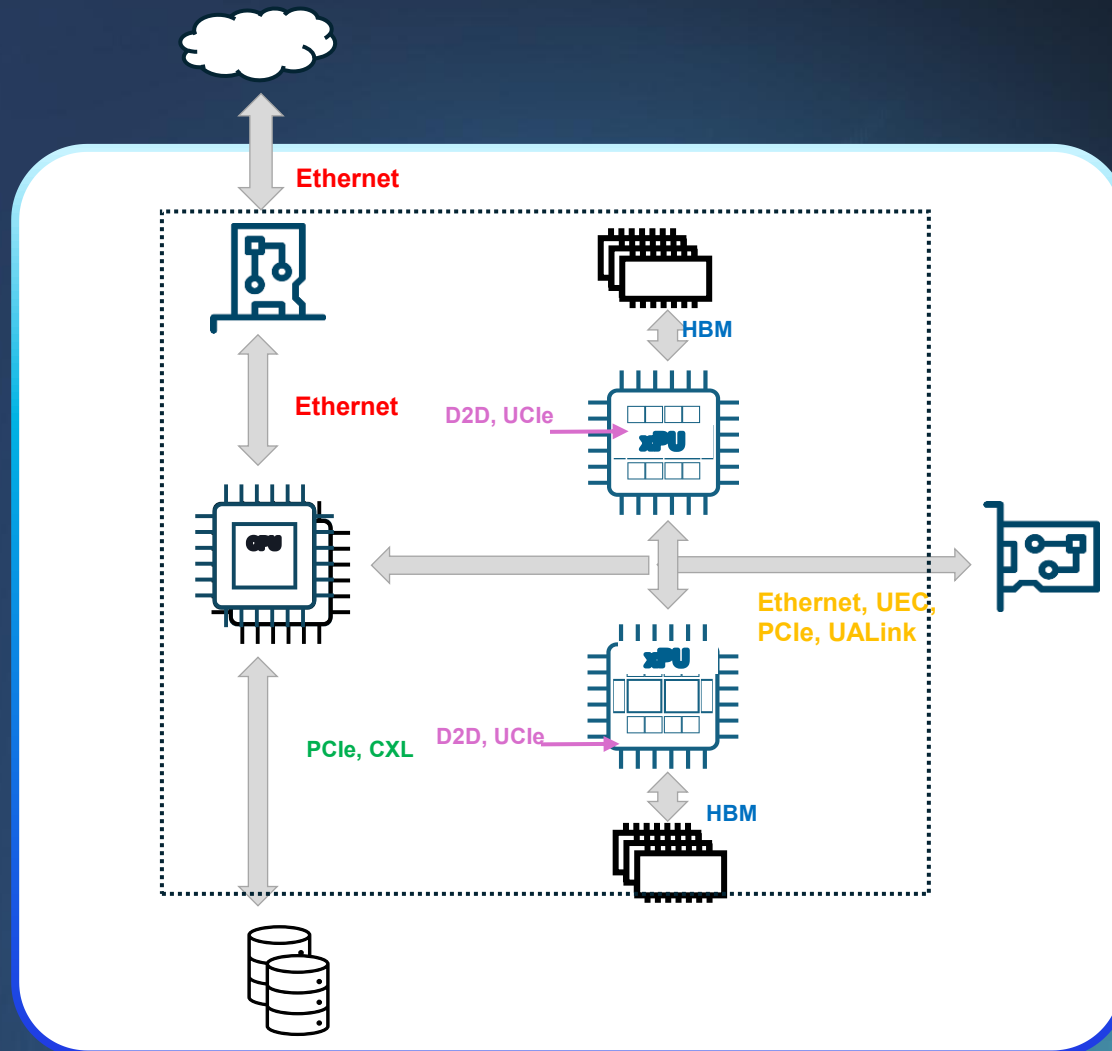 Ethernet
HBM
Ethernet
D2D, UCIe
xPU
CPU
Ethernet, UEC,
PCIe, UALink
xPU
D2D, UCIe
PCIe, CXL
HBM